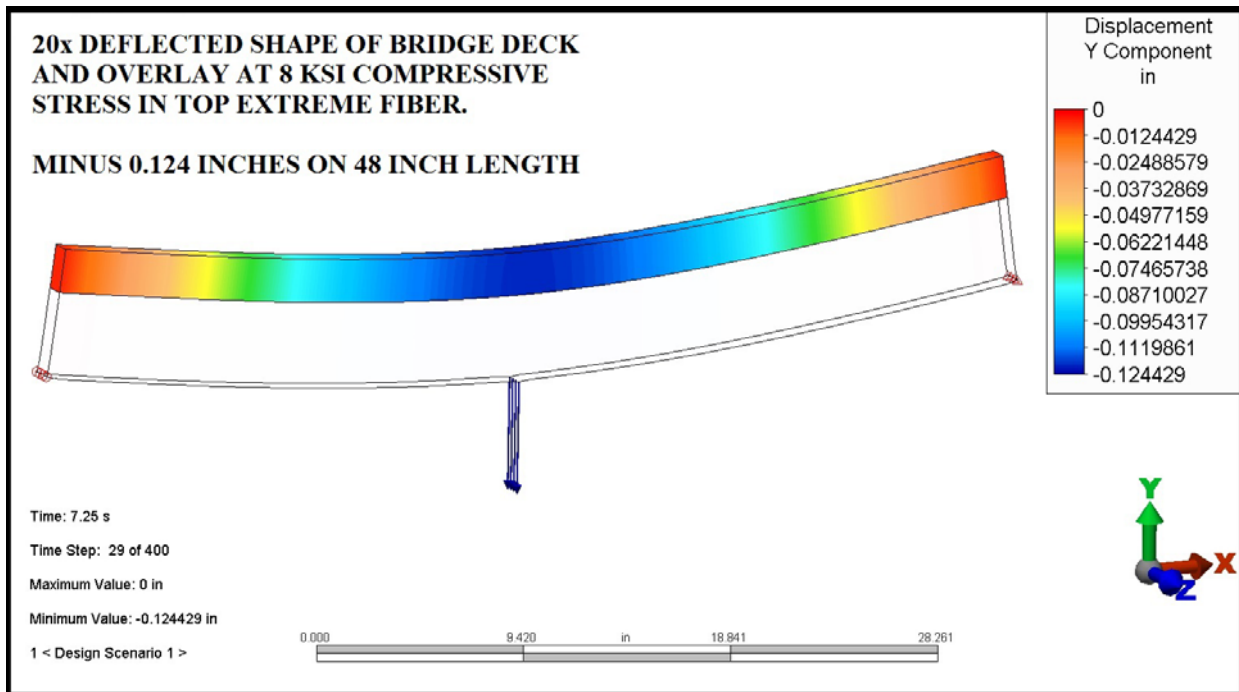 20x DEFLECTED SHAPE OF BRIDGE DECK
AND OVERLAY AT 8 KSI COMPRESSIVE
STRESS IN TOP EXTREME FIBER.
MINUS 0.124 INCHES ON 48 INCH LENGTH
Displacement
Y Component
in
0
-0.0124429
-0.02488579
-0.03732869
-0.04977159
-0.06221448
-0.07465738
-0.08710027
-0.09954317
-0.1119861
-0.124429
Time: 7.25 s
Time Step: 29 of 400
Maximum Value: 0 in
Minimum Value: -0.124429 in
1 < Design Scenario 1 >
0.000 9.420 in 18.841 28.261
Y
X
Z